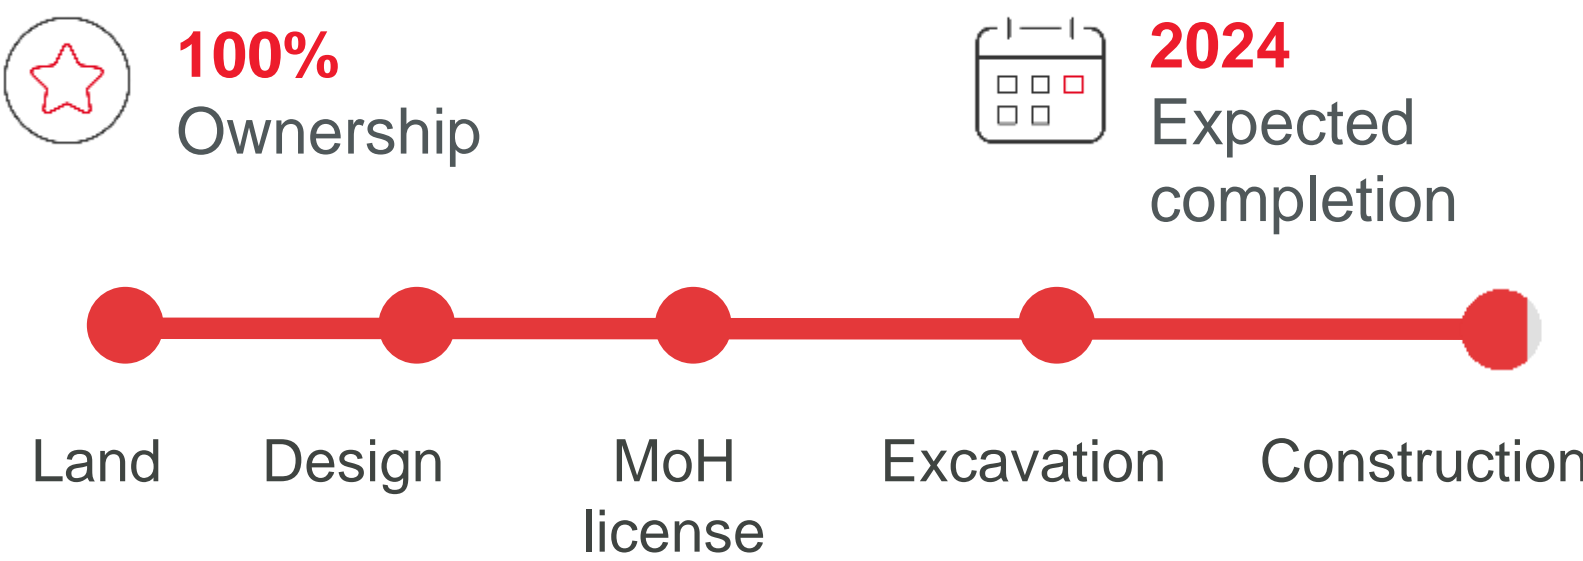 100%
Ownership
2024
Expected
completion
Land
Design
MoH
license
Excavation
Construction